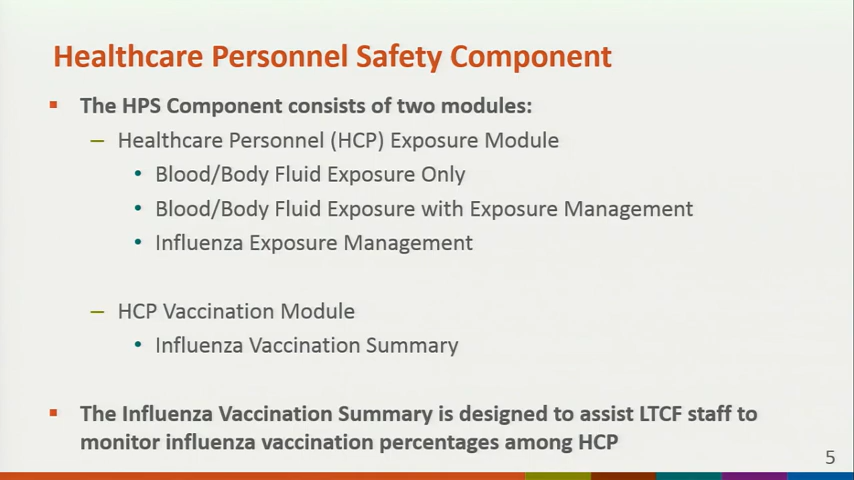 Healthcare Personnel Safety Component
▪ The HPS Component consists of two modules:
– Healthcare Personnel (HCP) Exposure Module
• Blood/Body Fluid Exposure Only
• Blood/Body Fluid Exposure with Exposure Management
• Influenza Exposure Management
– HCP Vaccination Module
• Influenza Vaccination Summary
▪ The Influenza Vaccination Summary is designed to assist LTCF staff to
monitor influenza vaccination percentages among HCP
5